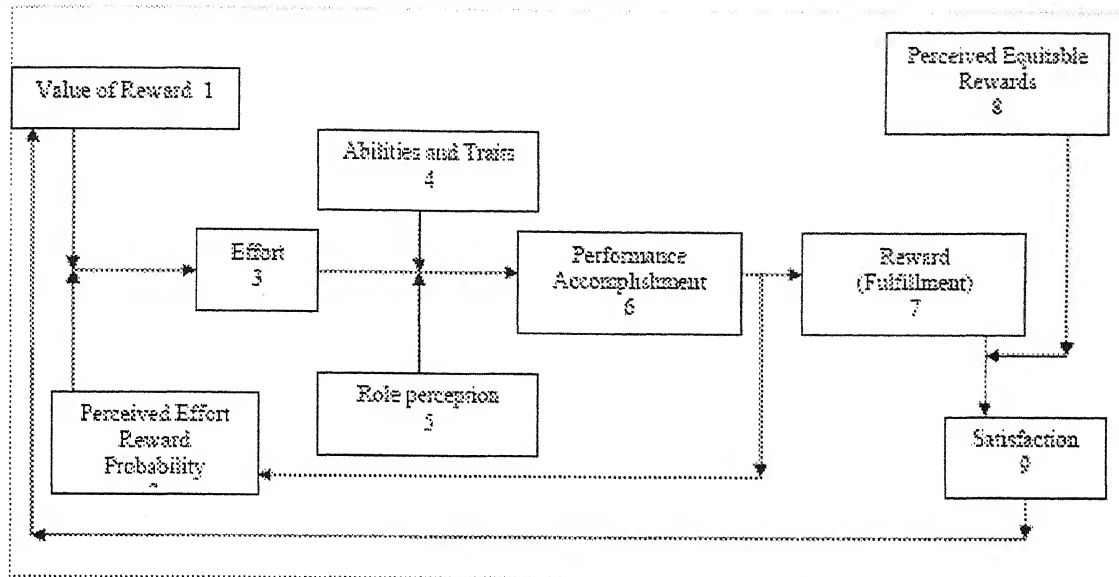 Value of Reward 1
Perceived Equitable
Rewards
8
Abilities and Traits
4
Effort
3
Performance
Accomplishment
6
Reward
(Fulfillment)
7
Role perception
5
Perceived Effort
Reward
Probability
Satisfaction
9